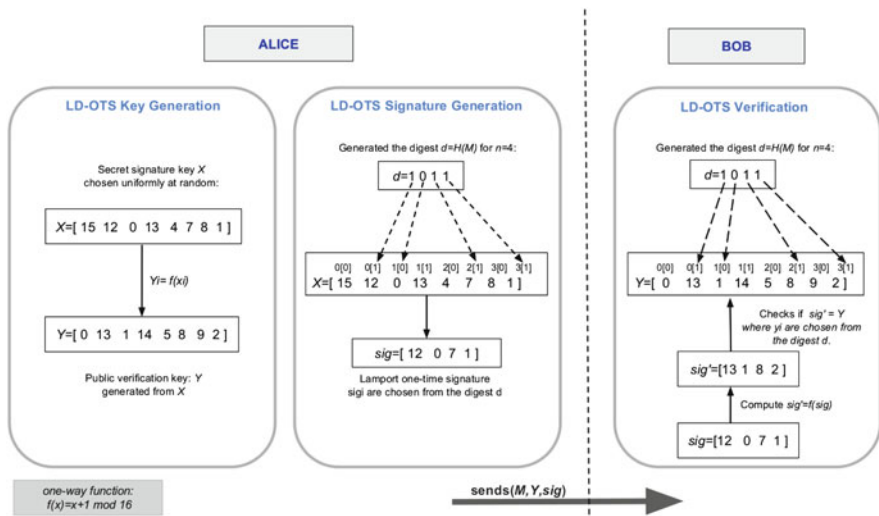 ALICE
BOB
LD-OTS Key Generation
Secret signature key X
chosen uniformly at random:
X=[ 15 12 0 13 4 7 8 1 ]
Yi= f(xi)
Y=[ 0 13 1 14 5 8 9 2 ]
Public verification key: Y
generated from X
LD-OTS Signature Generation
Generated the digest d=H(M) for n=4:
d=1 0 1 1
0[0] 0[1] 1[0] 1[1] 2[0] 2[1] 3[0] 3[1]
X=[ 15 12 0 13 4 7 8 1 ]
sig=[ 12 0 7 1 ]
Lamport one-time signature
sigi are chosen from the digest d
LD-OTS Verification
Generated the digest d=H(M) for n=4:
d=1 0 1 1
0[0] 0[1] 1[0] 1[1] 2[0] 2[1] 3[0] 3[1]
Y=[ 0 13 1 14 5 8 9 2 ]
Checks if sig' = Y
where yi are chosen from
the digest d.
sig'=[13 1 8 2 ]
Compute sig'=f(sig)
sig=[12 0 7 1 ]
one-way function:
f(x)=x+1 mod 16
sends(M,Y,sig)